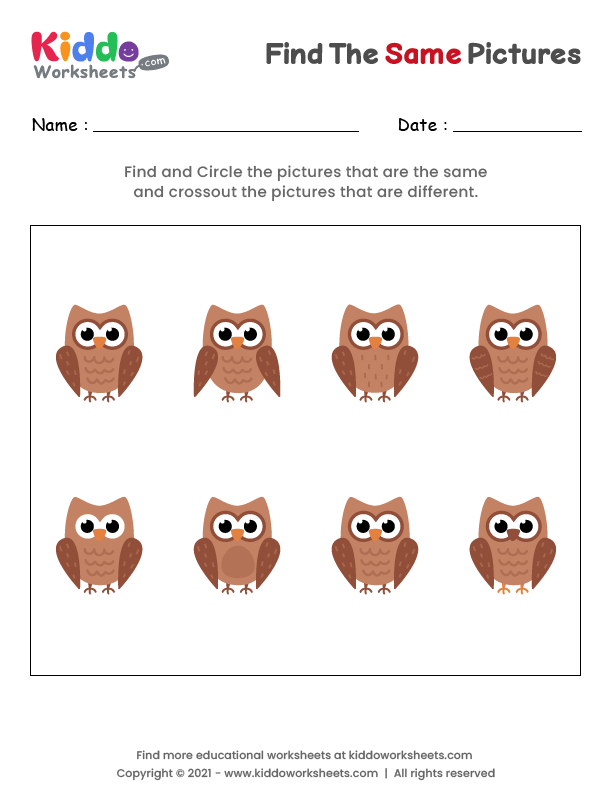 Kiddo
Worksheets
.com
Find The Same Pictures
Name :
Date :
Find and Circle the pictures that are the same
and crossout the pictures that are different.
Find more educational worksheets at kiddoworksheets.com
Copyright © 2021 - www.kiddoworksheets.com | All rights reserved